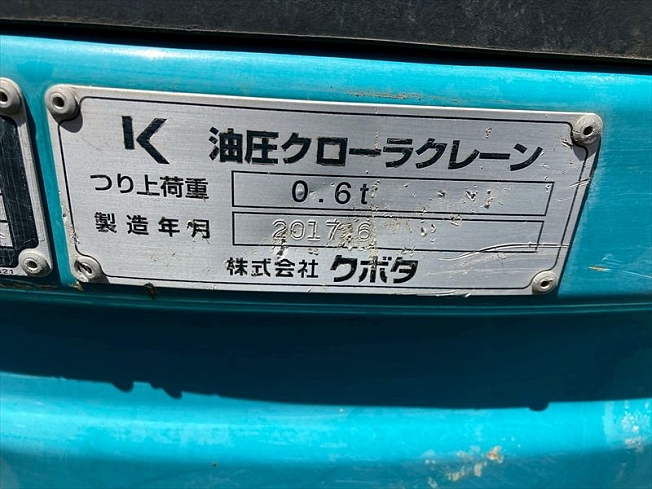 K 油圧クローラクレーン
つり上荷重 0.6t
製造年月 2017.6
株式会社 クボタ
21